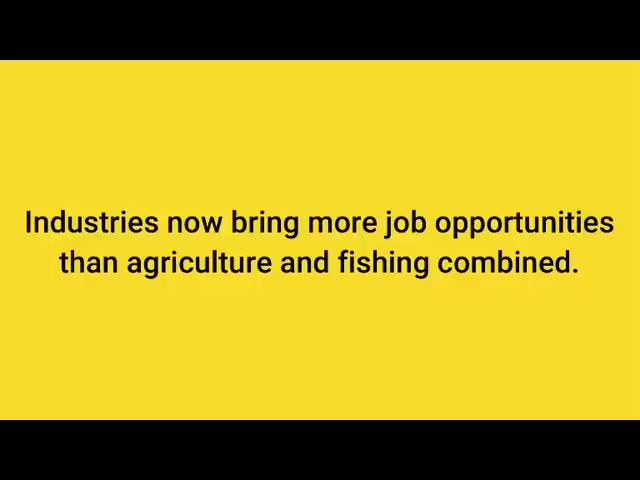 Industries now bring more job opportunities
than agriculture and fishing combined.